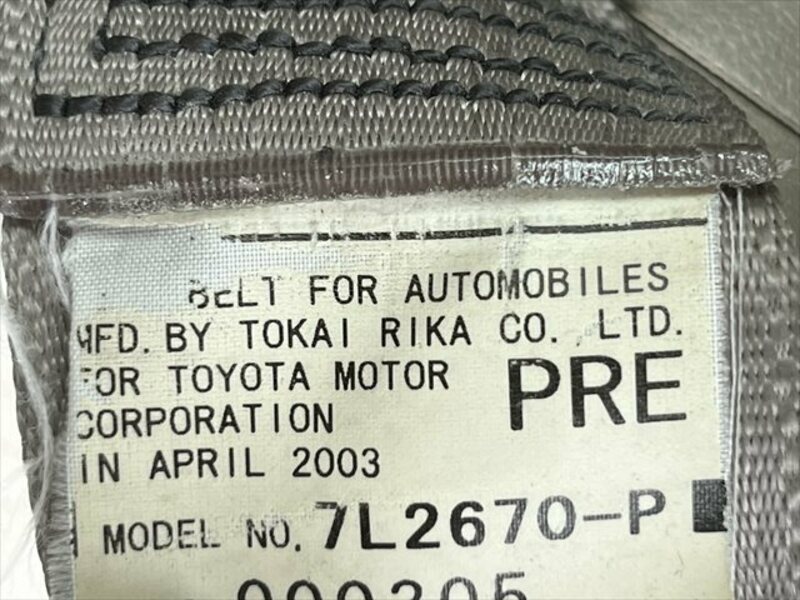 BELT FOR AUTOMOBILES
MFD. BY TOKAI RIKA CO., LTD.
FOR TOYOTA MOTOR
PRE
CORPORATION
IN APRIL 2003
MODEL NO. 7L2670-P